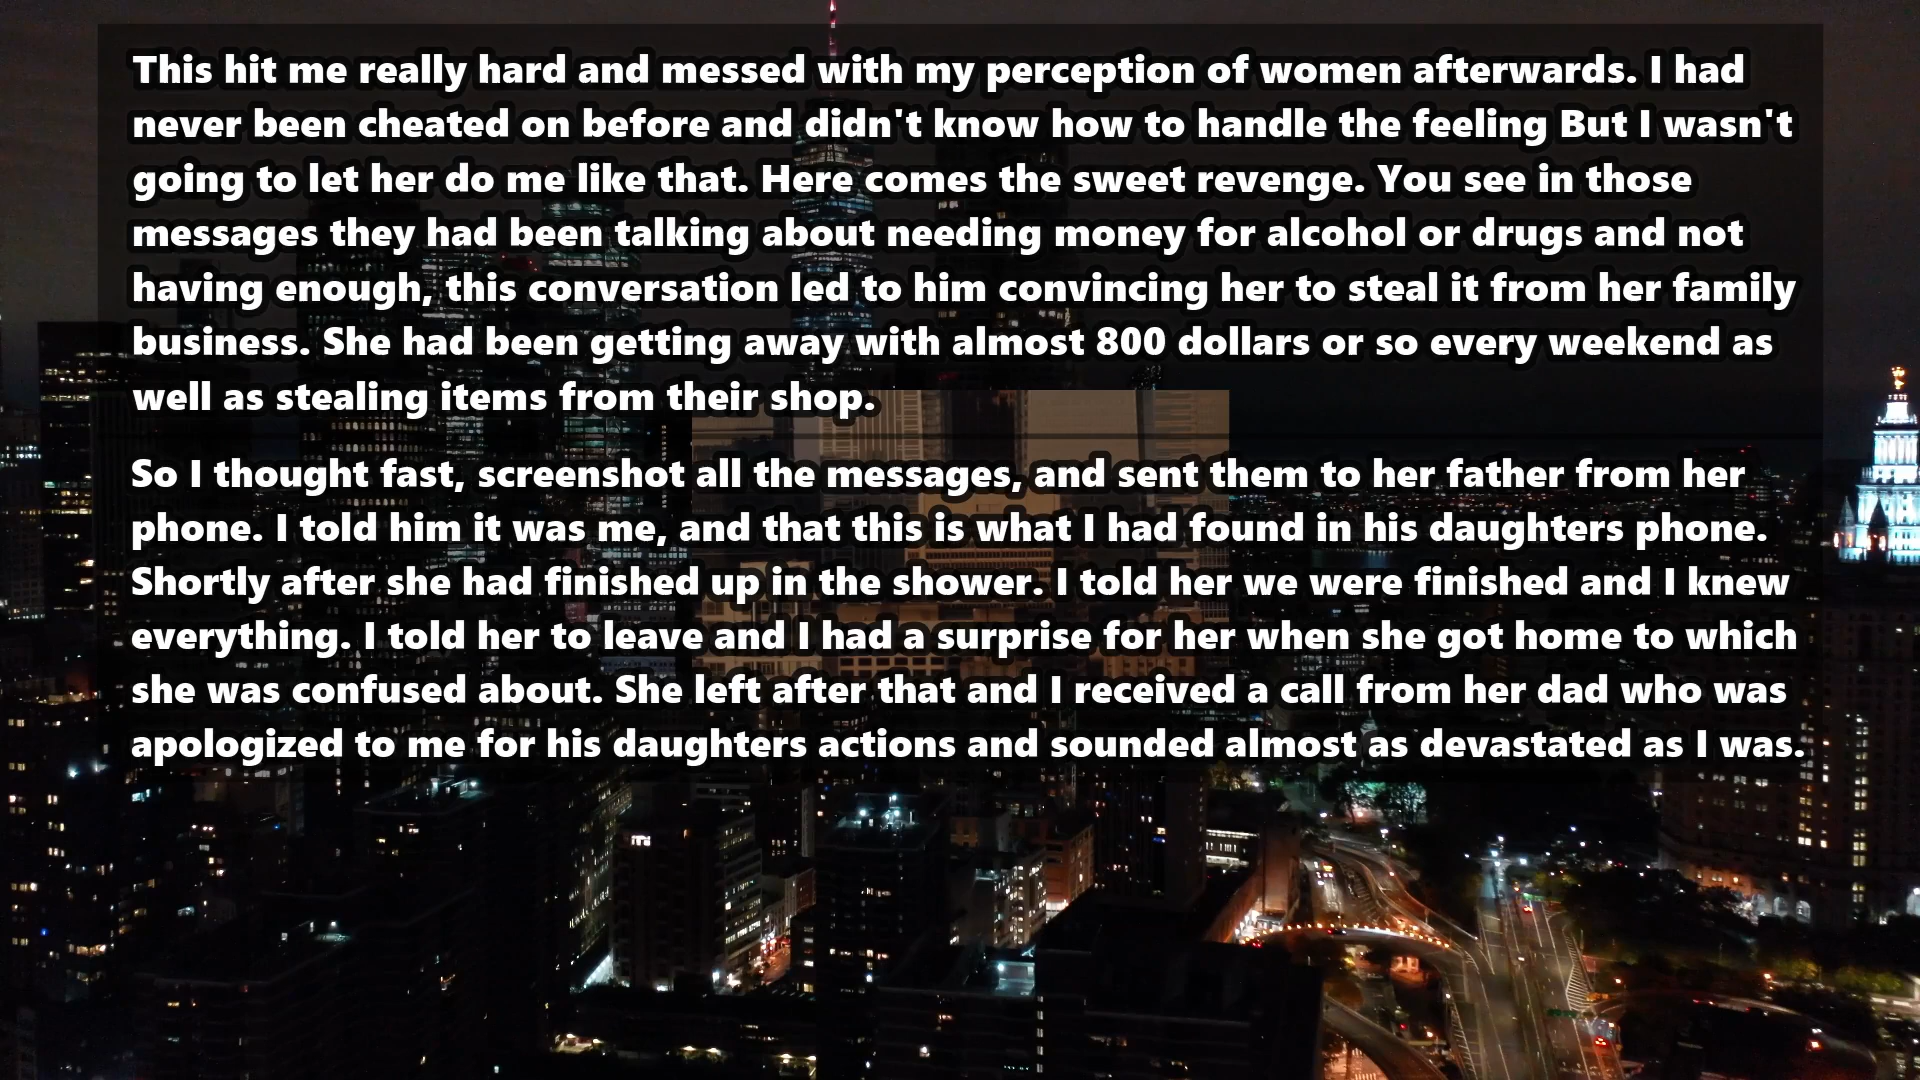 This hit me really hard and messed with my perception of women afterwards. I had
never been cheated on before and didn't know how to handle the feeling But I wasn't
going to let her do me like that. Here comes the sweet revenge. You see in those
messages they had been talking about needing money for alcohol or drugs and not
having enough, this conversation led to him convincing her to steal it from her family
business. She had been getting away with almost 800 dollars or so every weekend as
well as stealing items from their shop.
So I thought fast, screenshot all the messages, and sent them to her father from her
phone. I told him it was me, and that this is what I had found in his daughters phone.
Shortly after she had finished up in the shower. I told her we were finished and I knew
everything. I told her to leave and I had a surprise for her when she got home to which
she was confused about. She left after that and I received a call from her dad who was
apologized to me for his daughters actions and sounded almost as devastated as I was.